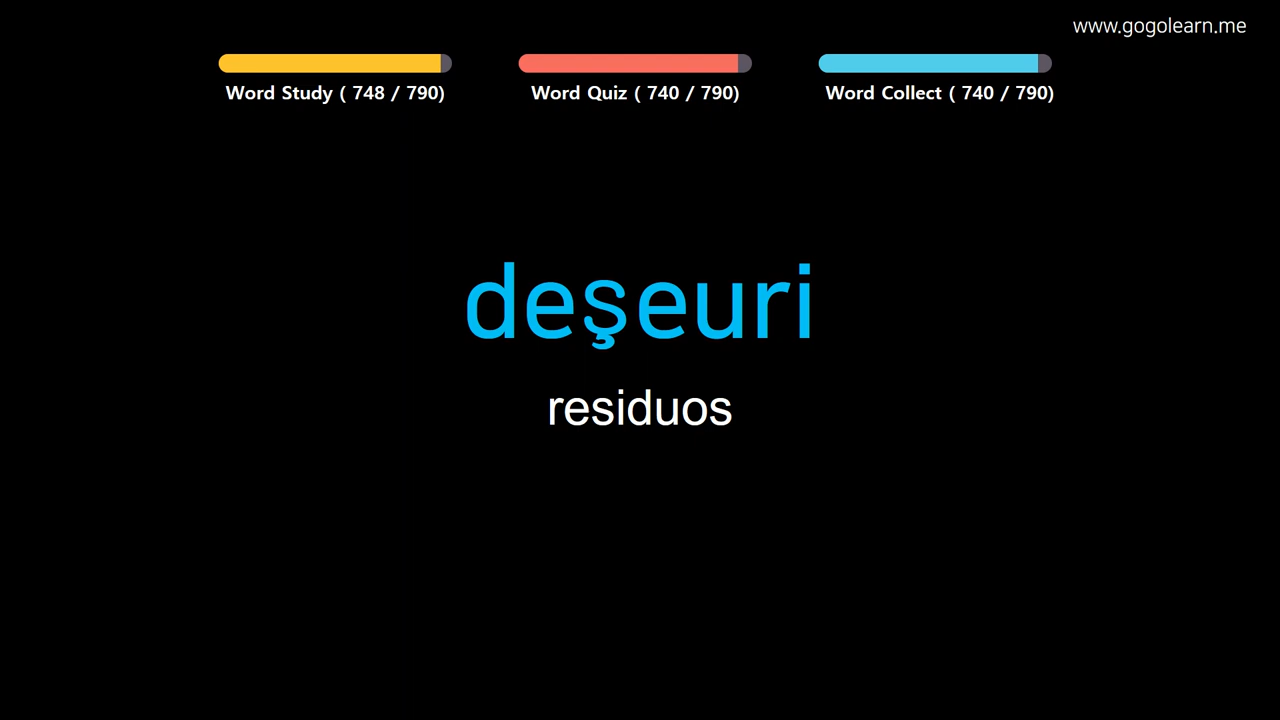 www.gogolearn.me
Word Study ( 748 / 790)
Word Quiz ( 740 / 790)
Word Collect ( 740 / 790)
deşeuri
residuos